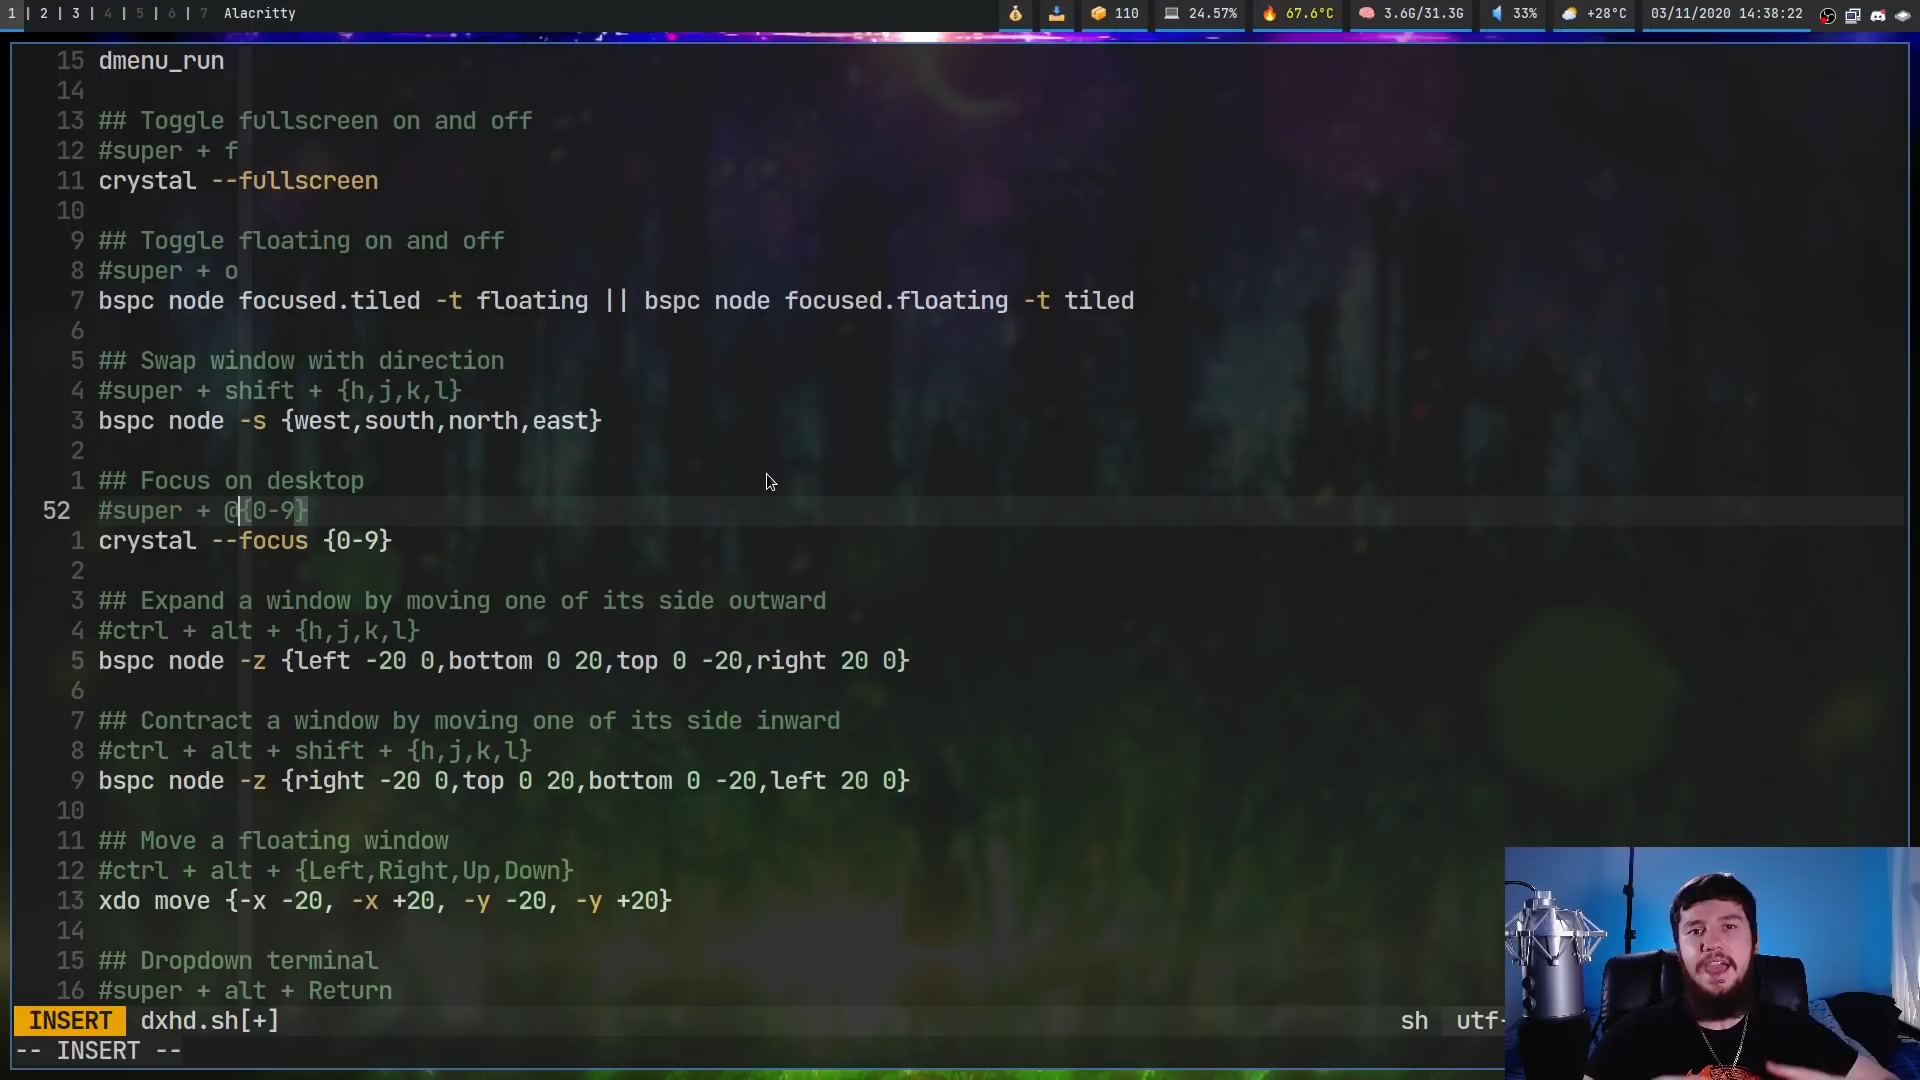 1 | 2 | 3 | 4 | 5 | 6 | 7 Alacritty 110 24.57% 67.6°C 3.6G/31.3G 33% +28°C 03/11/2020 14:38:22
15 dmenu_run
14
13 ## Toggle fullscreen on and off
12 #super + f
11 crystal --fullscreen
10
9 ## Toggle floating on and off
8 #super + o
7 bspc node focused.tiled -t floating || bspc node focused.floating -t tiled
6
5 ## Swap window with direction
4 #super + shift + {h,j,k,l}
3 bspc node -s {west,south,north,east}
2
1 ## Focus on desktop
52 #super + @{0-9}
1 crystal --focus {0-9}
2
3 ## Expand a window by moving one of its side outward
4 #ctrl + alt + {h,j,k,l}
5 bspc node -z {left -20 0,bottom 0 20,top 0 -20,right 20 0}
6
7 ## Contract a window by moving one of its side inward
8 #ctrl + alt + shift + {h,j,k,l}
9 bspc node -z {right -20 0,top 0 20,bottom 0 -20,left 20 0}
10
11 ## Move a floating window
12 #ctrl + alt + {Left,Right,Up,Down}
13 xdo move {-x -20, -x +20, -y -20, -y +20}
14
15 ## Dropdown terminal
16 #super + alt + Return
INSERT dxhd.sh[+] sh utf-
-- INSERT --